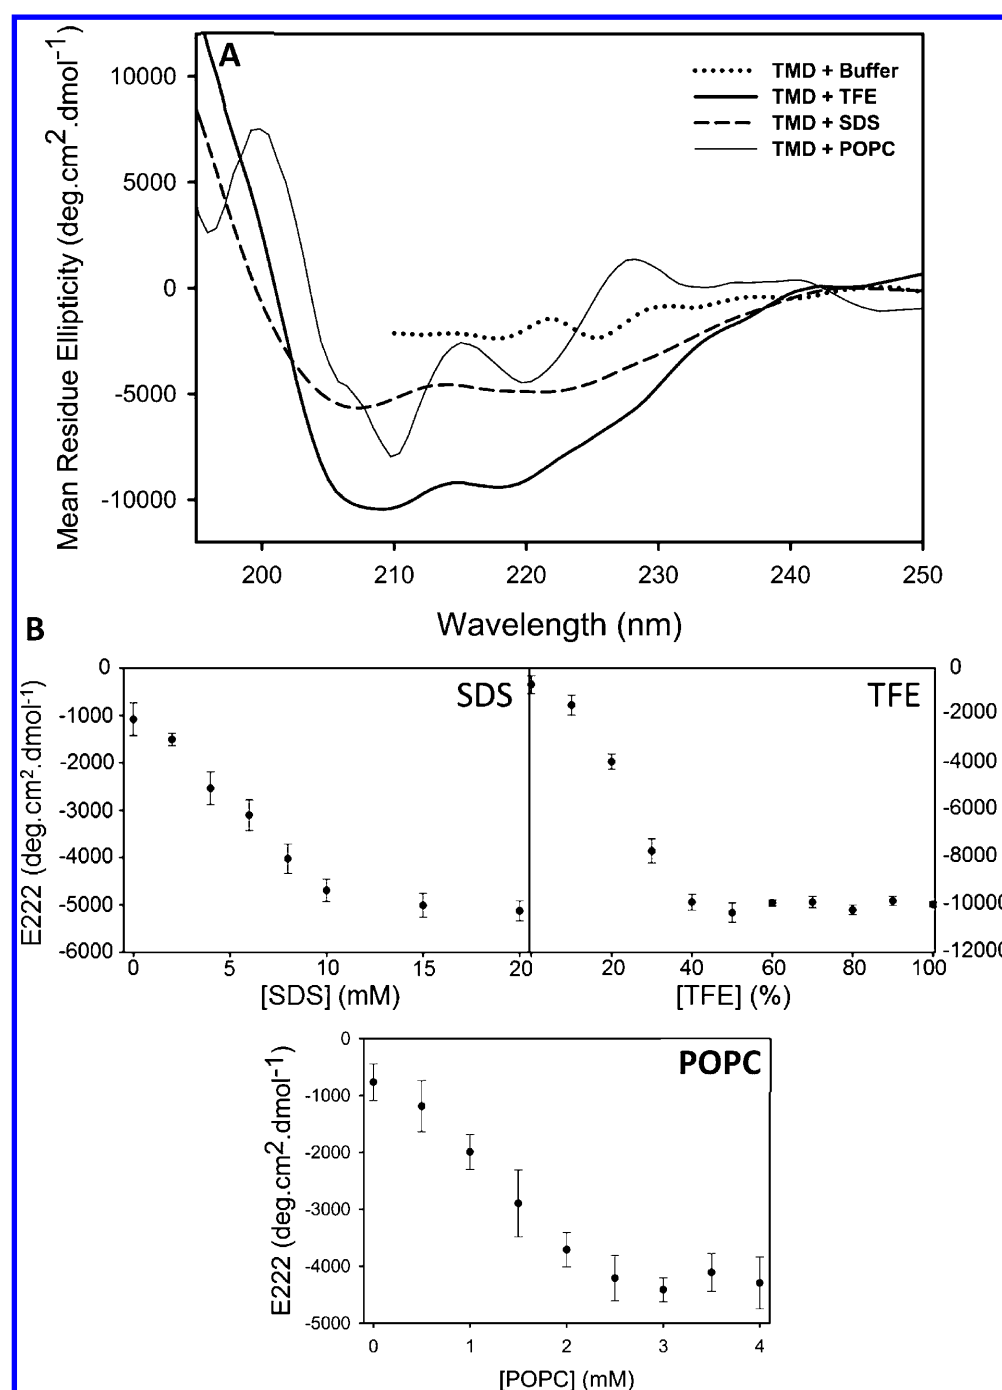 A
Mean Residue Ellipticity (deg.cm².dmol⁻¹)
10000
5000
0
-5000
-10000
TMD + Buffer
TMD + TFE
TMD + SDS
TMD + POPC
200 210 220 230 240 250
Wavelength (nm)
B
E222 (deg.cm².dmol⁻¹)
0
-1000
-2000
-3000
-4000
-5000
-6000
SDS
0 5 10 15 20
[SDS] (mM)
TFE
0
-2000
-4000
-6000
-8000
-10000
-12000
20 40 60 80 100
[TFE] (%)
E222 (deg.cm².dmol⁻¹)
0
-1000
-2000
-3000
-4000
-5000
POPC
0 1 2 3 4
[POPC] (mM)